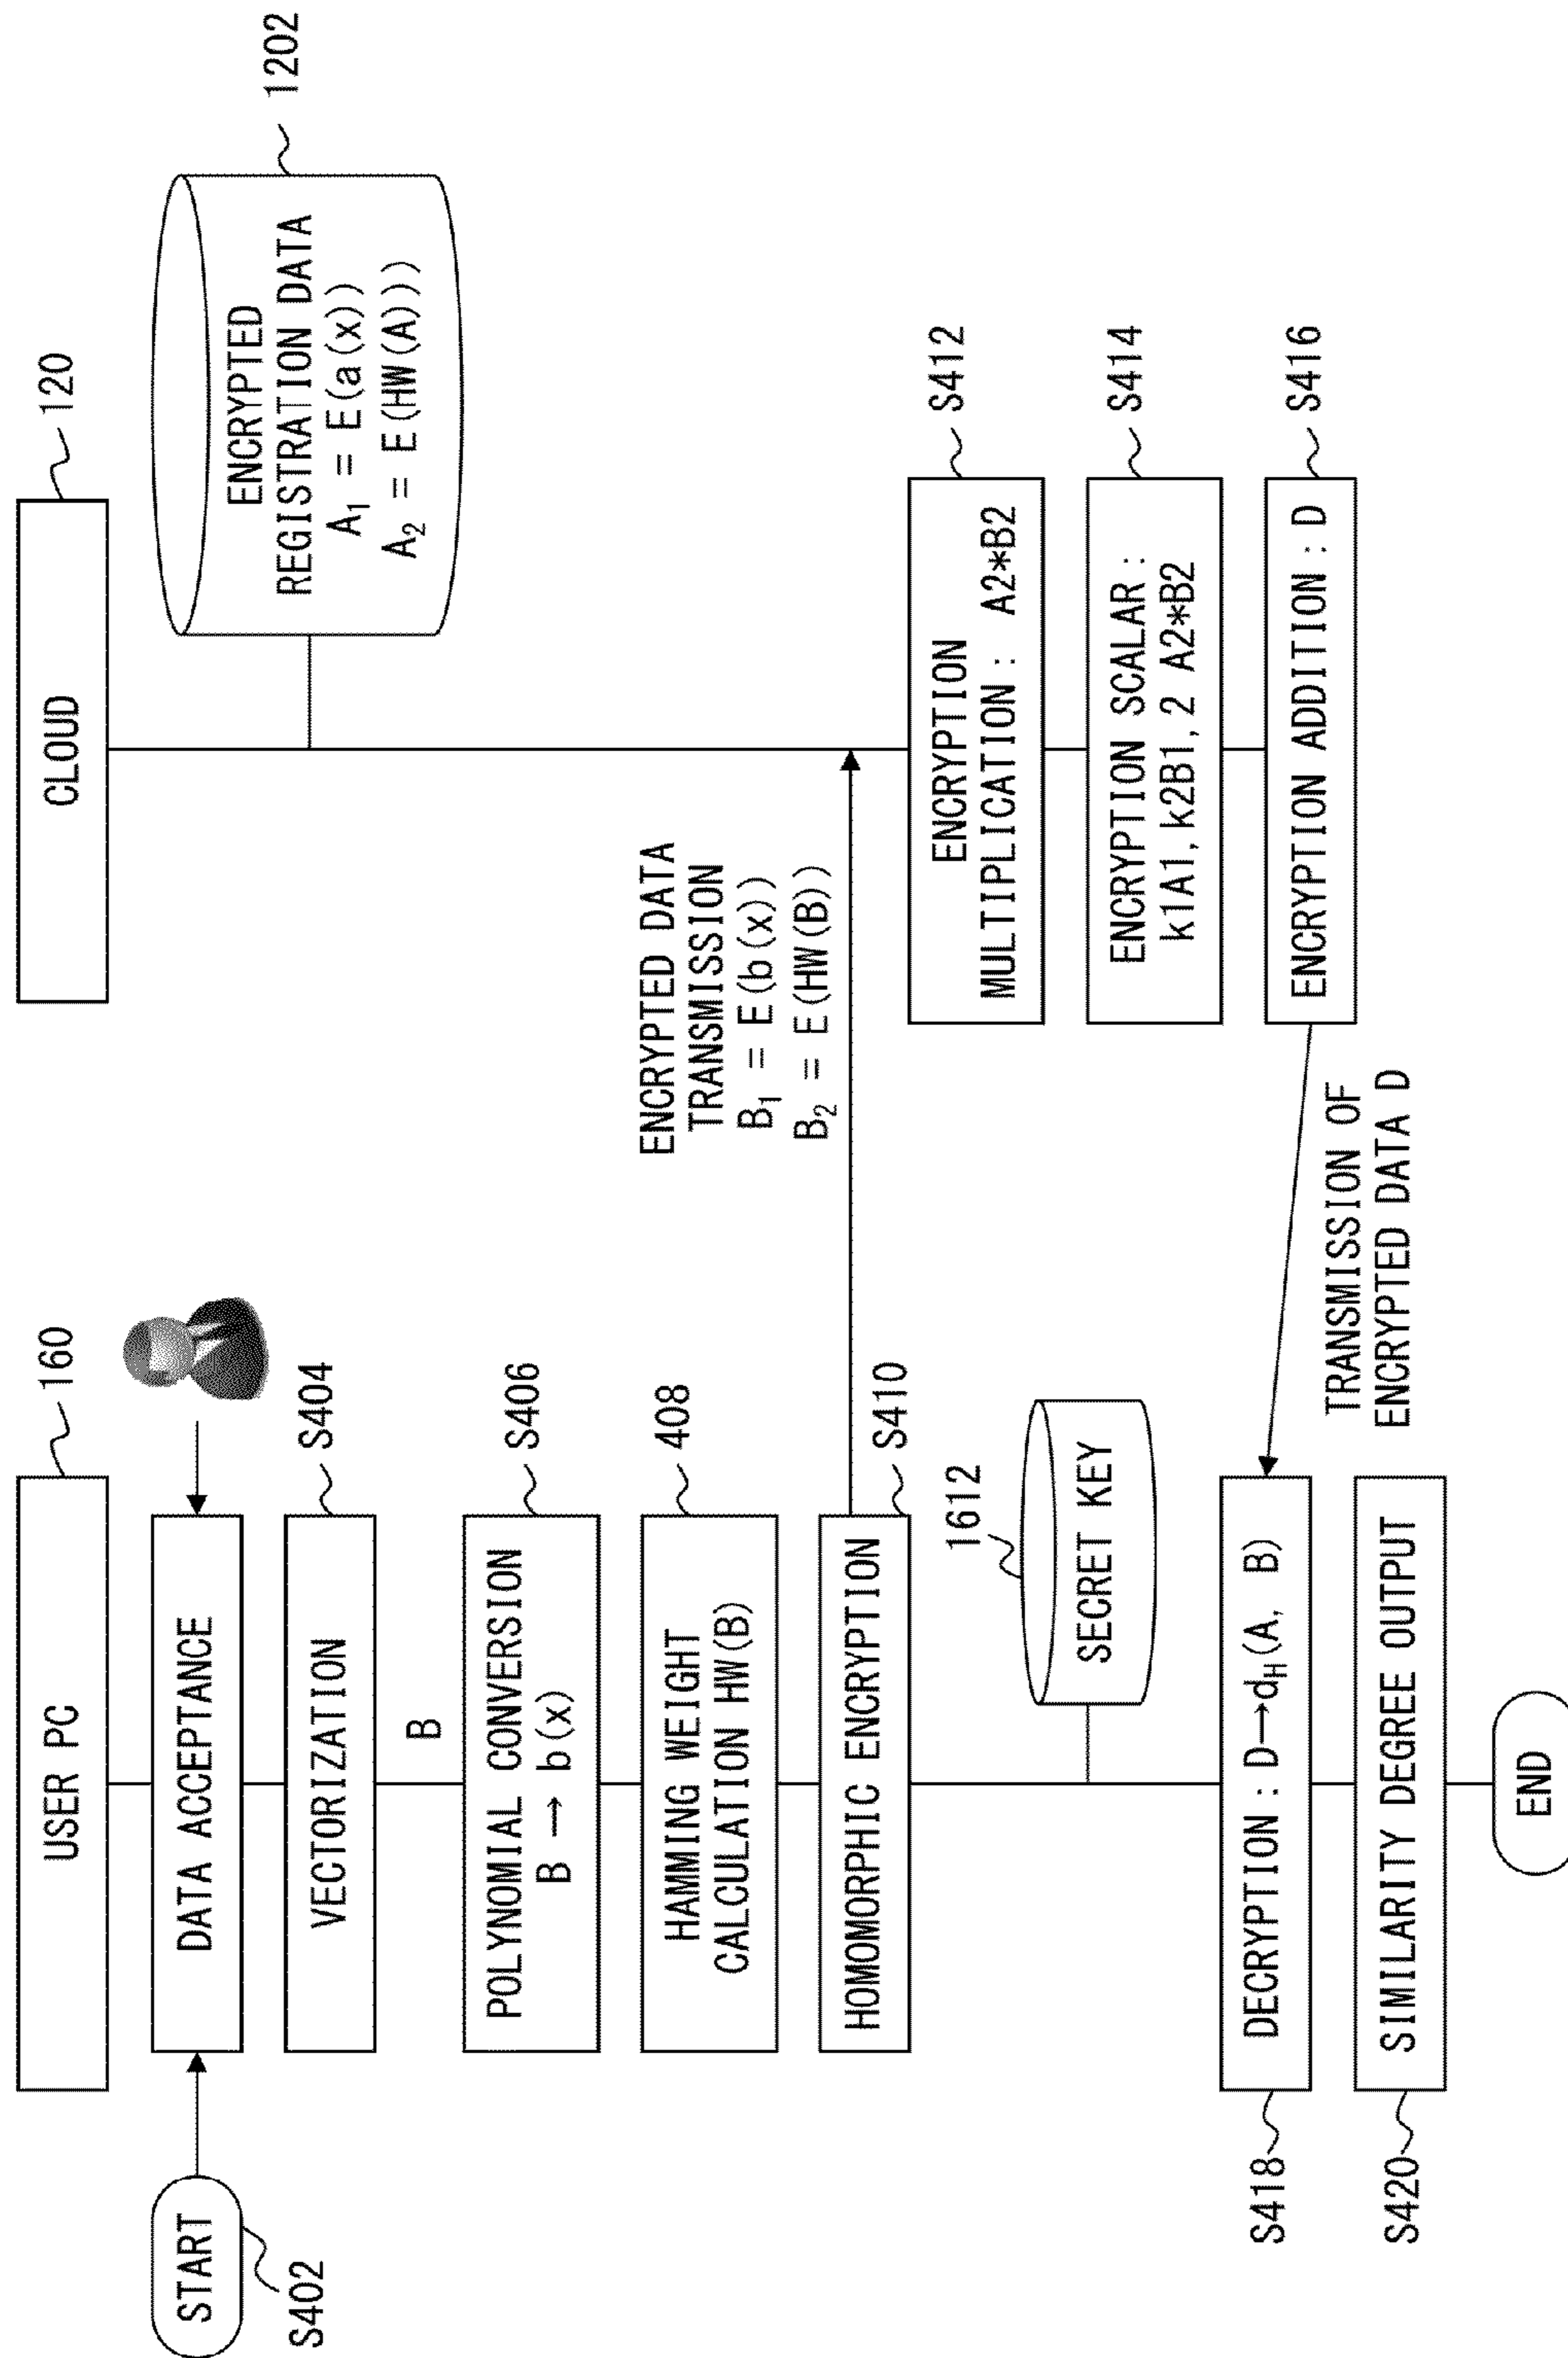 USER PC
160
CLOUD
120
START
S402
DATA ACCEPTANCE
VECTORIZATION
S404
B
POLYNOMIAL CONVERSION
B → b(x)
S406
HAMMING WEIGHT
CALCULATION HW(B)
408
HOMOMORPHIC ENCRYPTION
S410
ENCRYPTED
REGISTRATION DATA
A₁ = E(a(x))
A₂ = E(HW(A)))
1202
ENCRYPTED DATA
TRANSMISSION
B₁ = E(b(x))
B₂ = E(HW(B))
1612
SECRET KEY
ENCRYPTION
MULTIPLICATION : A2*B2
S412
ENCRYPTION SCALAR :
k1A1, k2B1, 2 A2*B2
S414
ENCRYPTION ADDITION : D
S416
TRANSMISSION OF
ENCRYPTED DATA D
S418
DECRYPTION : D→d_H(A, B)
S420
SIMILARITY DEGREE OUTPUT
END